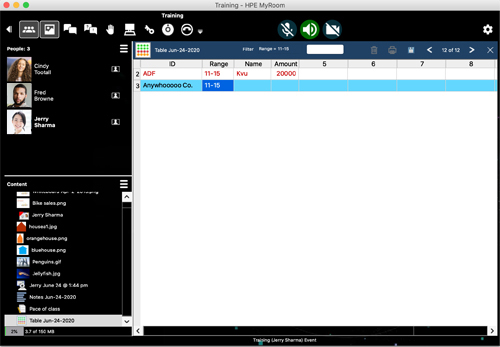 Training - HPE MyRoom
Training
People: 3
Cindy
Tootall
Fred
Browne
Jerry
Sharma
Content
Bike sales.png
Jerry Sharma
housea1.jpg
orangehouse.png
bluehouse.png
Penguins.gif
Jellyfish.jpg
Jerry June 24 @ 1:44 pm
Notes Jun-24-2020
Pace of class
Table Jun-24-2020
2% 3.7 of 150 MB
Table Jun-24-2020 Filter Range = 11-15 12 of 12
ID Range Name Amount 5 6 7 8
2 ADF 11-15 Kvu 20000
3 Anywhooooo Co. 11-15
Training (Jerry Sharma) Event